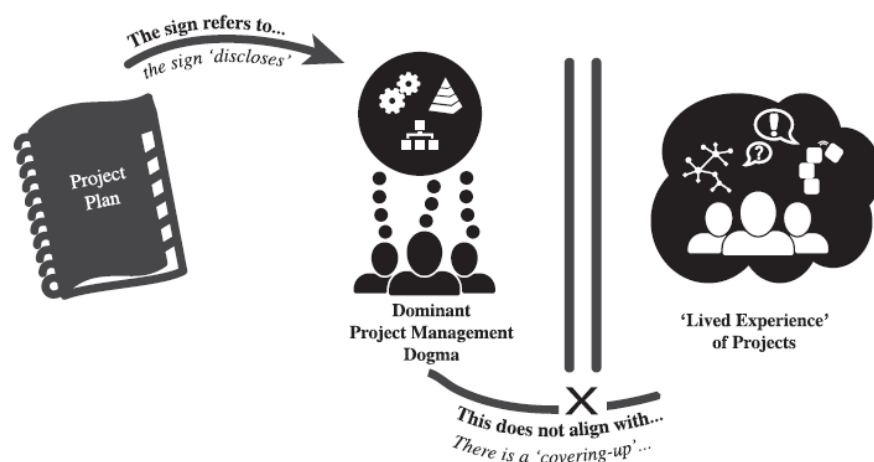 The sign refers to...
the sign 'discloses'
Project
Plan
!
?
Dominant
Project Management
Dogma
'Lived Experience'
of Projects
X
This does not align with...
There is a 'covering-up'...